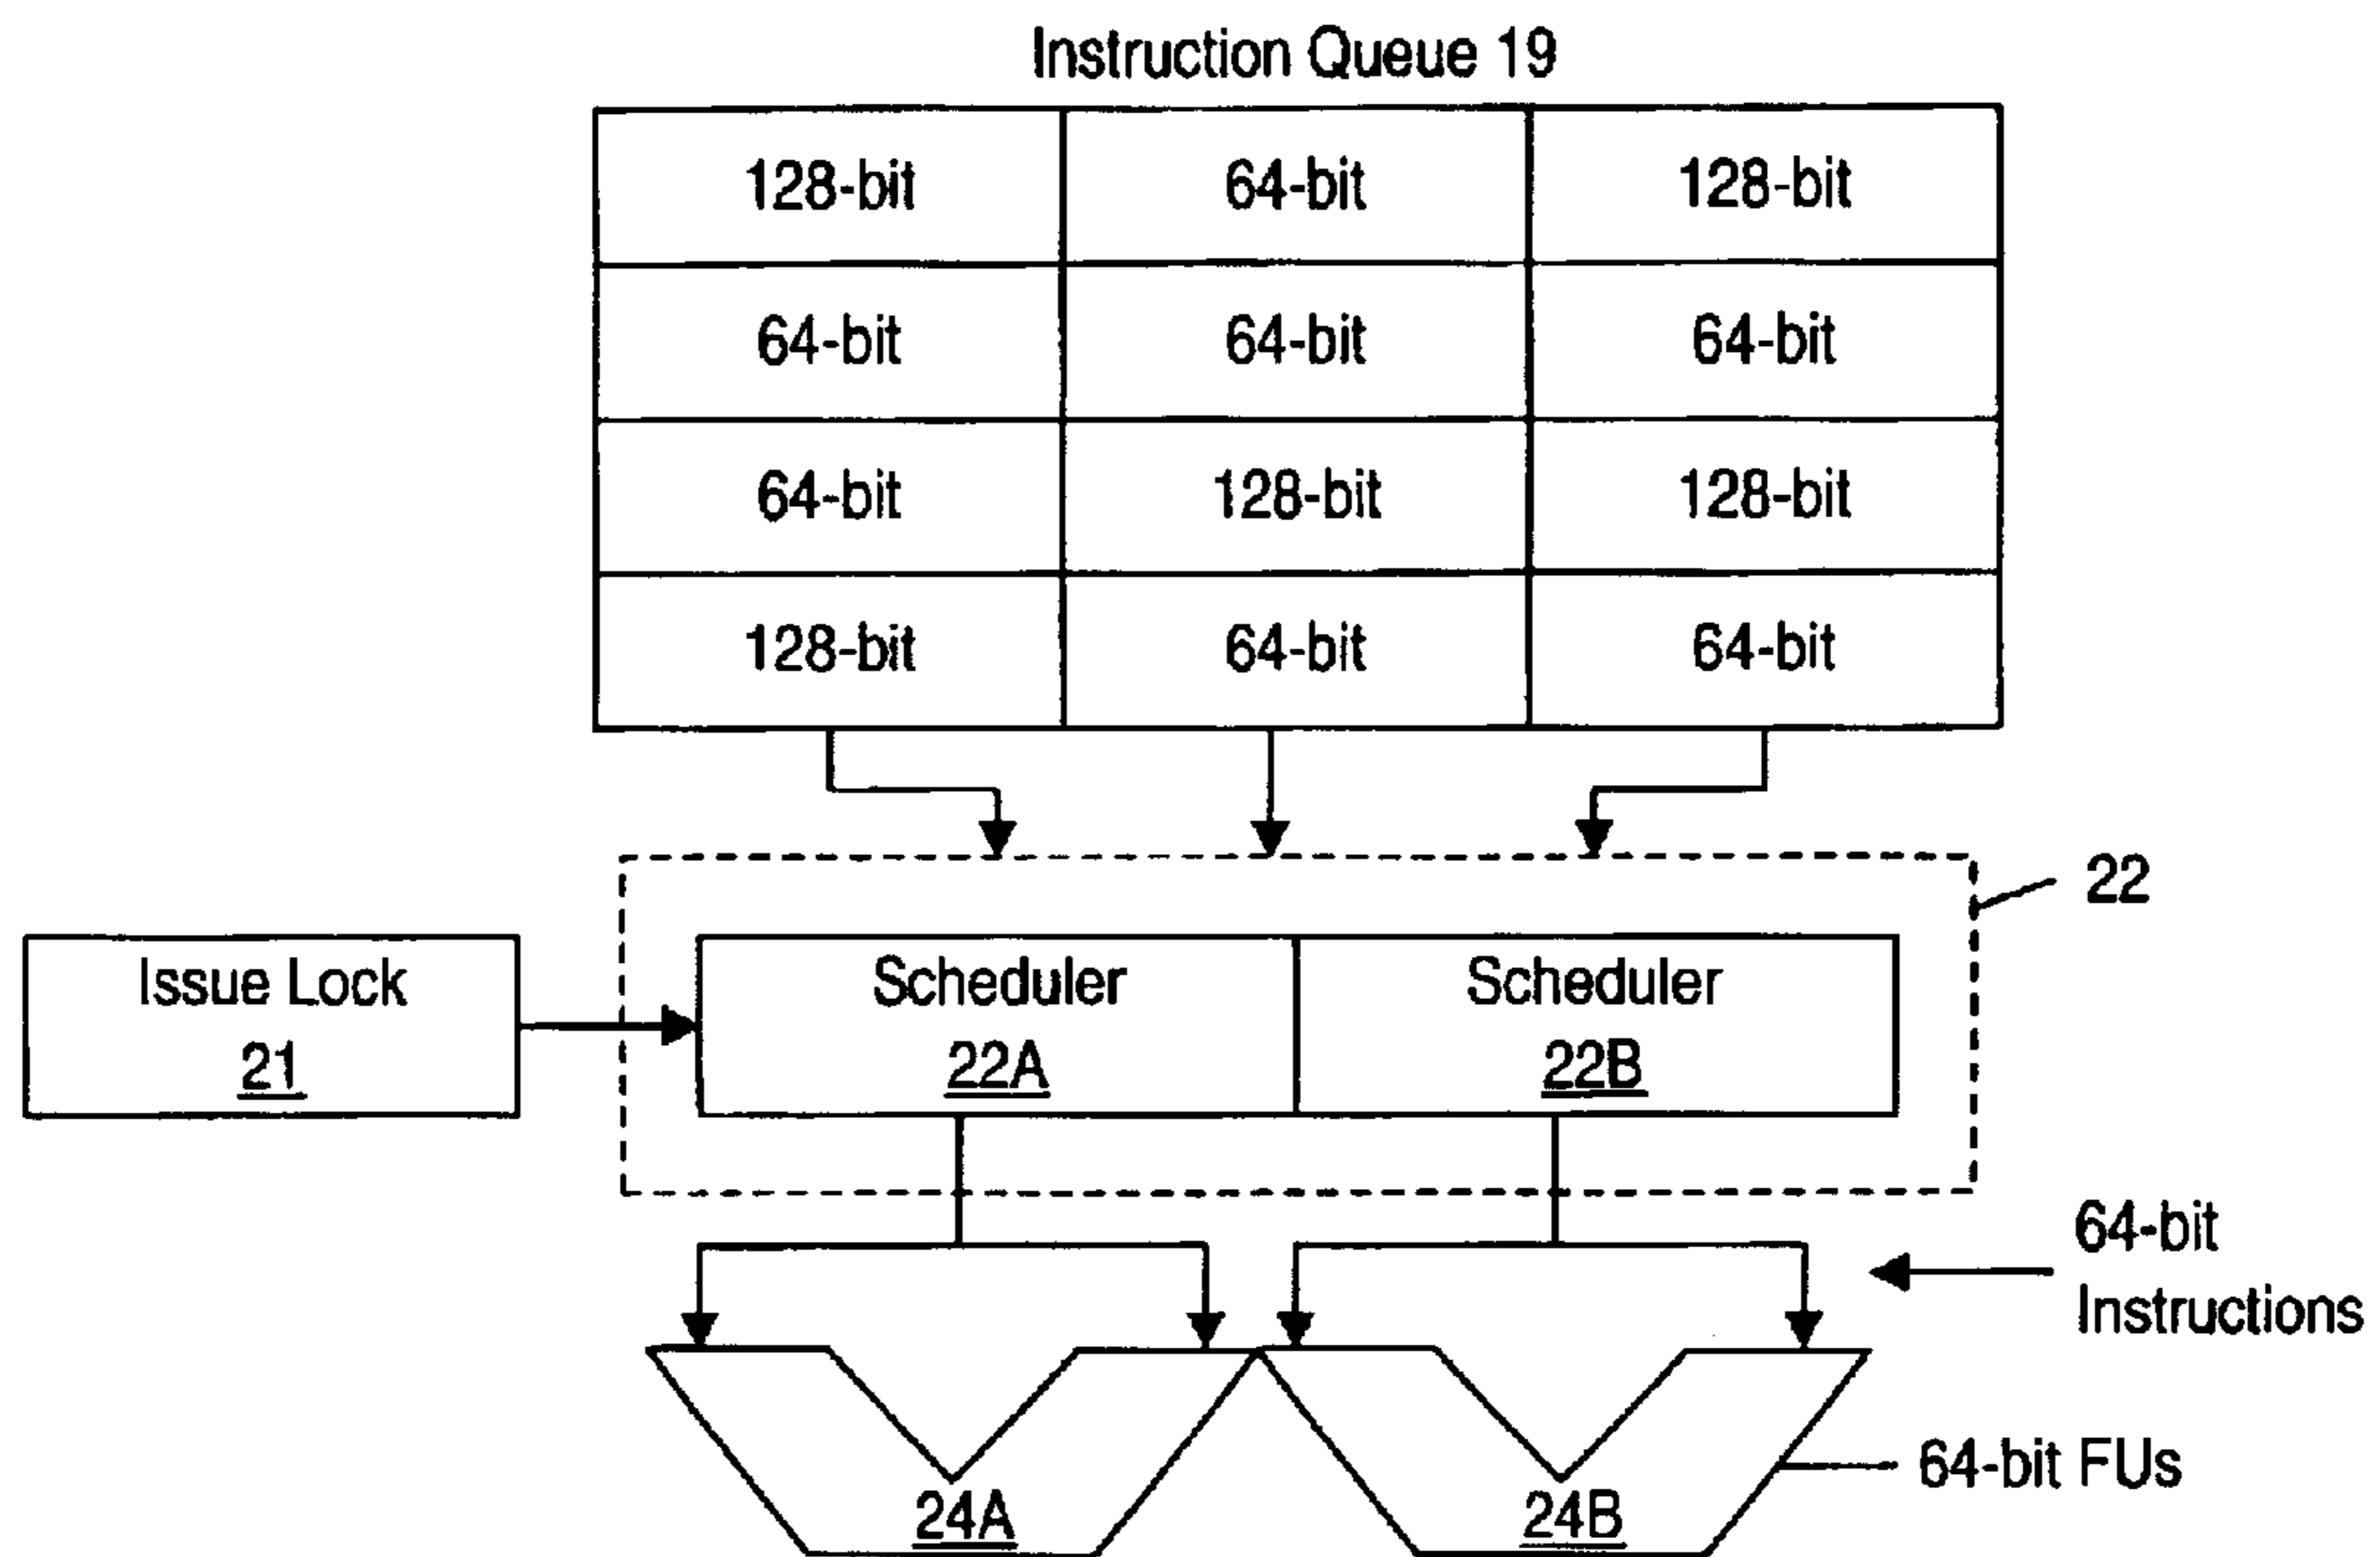 Instruction Queue 19
128-bit 64-bit 128-bit
64-bit 64-bit 64-bit
64-bit 128-bit 128-bit
128-bit 64-bit 64-bit
22
Issue Lock
21
Scheduler
22A
Scheduler
22B
64-bit
Instructions
64-bit FUs
24A
24B